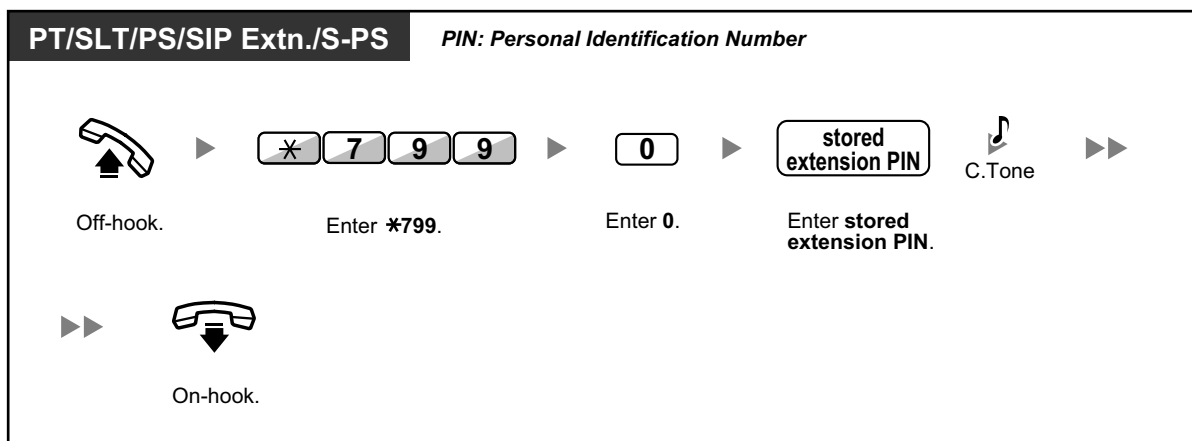 PT/SLT/PS/SIP Extn./S-PS
PIN: Personal Identification Number
* 7 9 9
0
stored
extension PIN
C.Tone
Off-hook.
Enter *799.
Enter 0.
Enter stored
extension PIN.
On-hook.